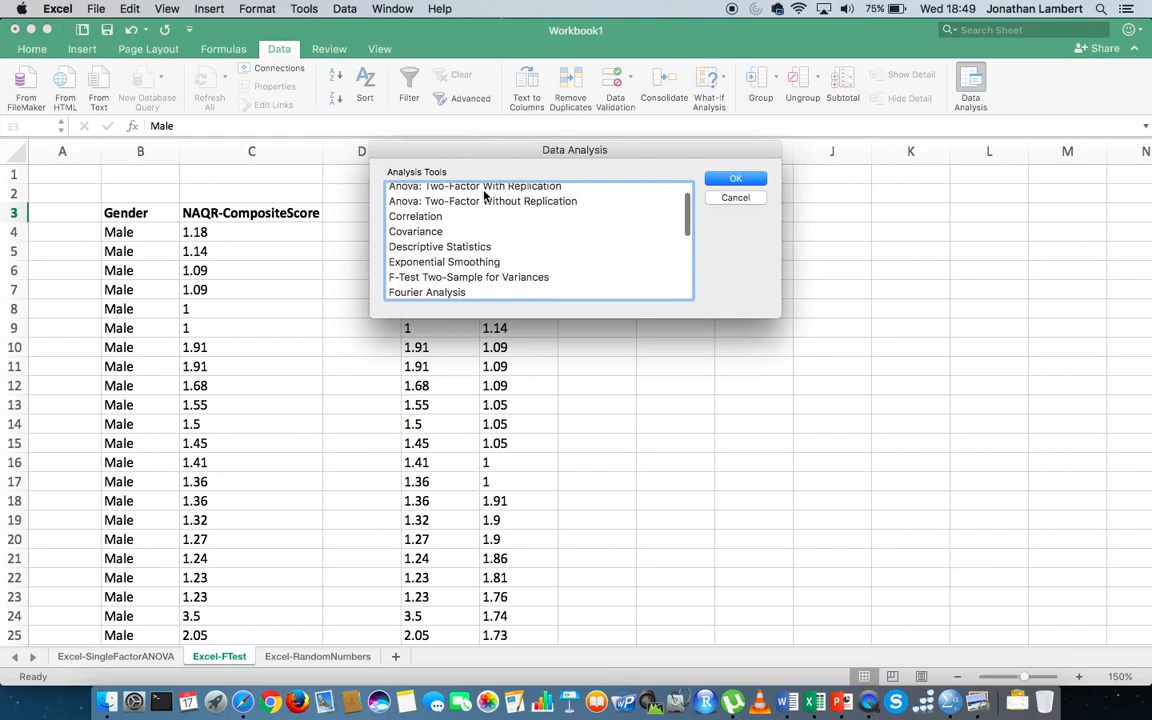 Excel File Edit View Insert Format Tools Data Window Help 75% Wed 18:49 Jonathan Lambert
Workbook1
Search Sheet
Home Insert Page Layout Formulas Data Review View Share
From FileMaker
From HTML
From Text
New Database Query
Refresh All
Connections
Properties
Edit Links
Sort
Filter
Clear
Advanced
Text to Columns
Remove Duplicates
Data Validation
Consolidate
What-If Analysis
Group
Ungroup
Subtotal
Show Detail
Hide Detail
Data Analysis
E3 fx Male
A B C D J K L M N
Data Analysis
Analysis Tools
Anova: Two-Factor With Replication
Anova: Two-Factor Without Replication
Correlation
Covariance
Descriptive Statistics
Exponential Smoothing
F-Test Two-Sample for Variances
Fourier Analysis
OK
Cancel
1
2
3 Gender NAQR-CompositeScore
4 Male 1.18
5 Male 1.14
6 Male 1.09
7 Male 1.09
8 Male 1
9 Male 1 1 1.14
10 Male 1.91 1.91 1.09
11 Male 1.91 1.91 1.09
12 Male 1.68 1.68 1.09
13 Male 1.55 1.55 1.05
14 Male 1.5 1.5 1.05
15 Male 1.45 1.45 1.05
16 Male 1.41 1.41 1
17 Male 1.36 1.36 1
18 Male 1.36 1.36 1.91
19 Male 1.32 1.32 1.9
20 Male 1.27 1.27 1.9
21 Male 1.24 1.24 1.86
22 Male 1.23 1.23 1.81
23 Male 1.23 1.23 1.76
24 Male 3.5 3.5 1.74
25 Male 2.05 2.05 1.73
Excel-SingleFactorANOVA Excel-FTest Excel-RandomNumbers
Ready 150%